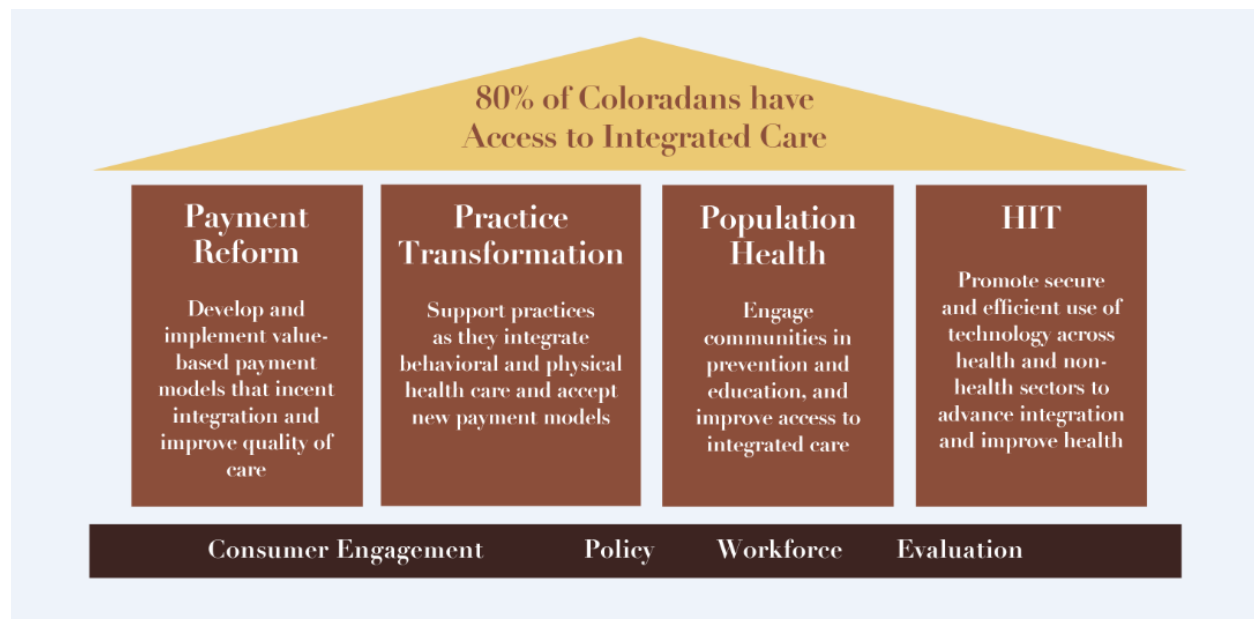 80% of Coloradans have
Access to Integrated Care
Payment
Reform
Develop and
implement value-
based payment
models that incent
integration and
improve quality of
care
Practice
Transformation
Support practices
as they integrate
behavioral and physical
health care and accept
new payment models
Population
Health
Engage
communities in
prevention and
education, and
improve access to
integrated care
HIT
Promote secure
and efficient use of
technology across
health and non-
health sectors to
advance integration
and improve health
Consumer Engagement Policy Workforce Evaluation